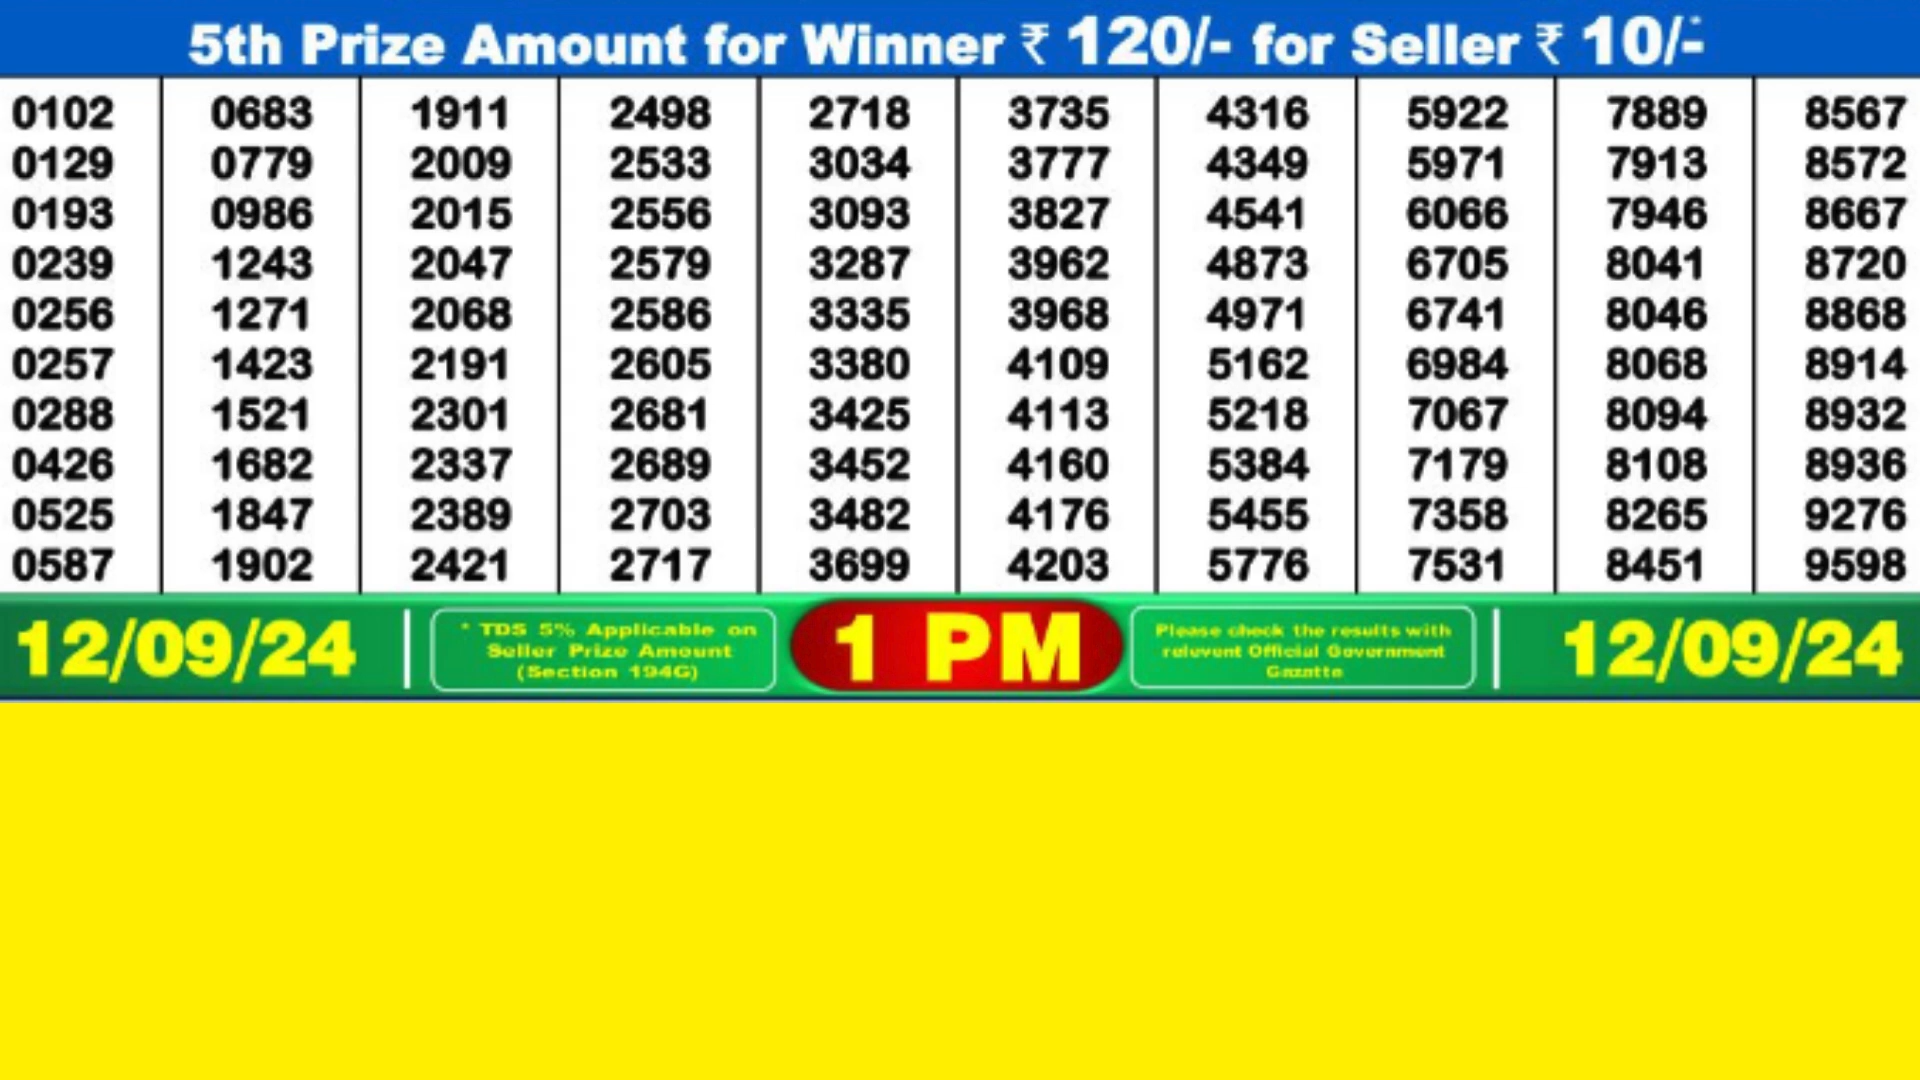 5th Prize Amount for Winner ₹ 120/- for Seller ₹ 10/-*
0102 0683 1911 2498 2718 3735 4316 5922 7889 8567
0129 0779 2009 2533 3034 3777 4349 5971 7913 8572
0193 0986 2015 2556 3093 3827 4541 6066 7946 8667
0239 1243 2047 2579 3287 3962 4873 6705 8041 8720
0256 1271 2068 2586 3335 3968 4971 6741 8046 8868
0257 1423 2191 2605 3380 4109 5162 6984 8068 8914
0288 1521 2301 2681 3425 4113 5218 7067 8094 8932
0426 1682 2337 2689 3452 4160 5384 7179 8108 8936
0525 1847 2389 2703 3482 4176 5455 7358 8265 9276
0587 1902 2421 2717 3699 4203 5776 7531 8451 9598
12/09/24
* TDS 5% Applicable on
Seller Prize Amount
(Section 194G)
1 PM
Please check the results with
relevent Official Government
Gazatte
12/09/24